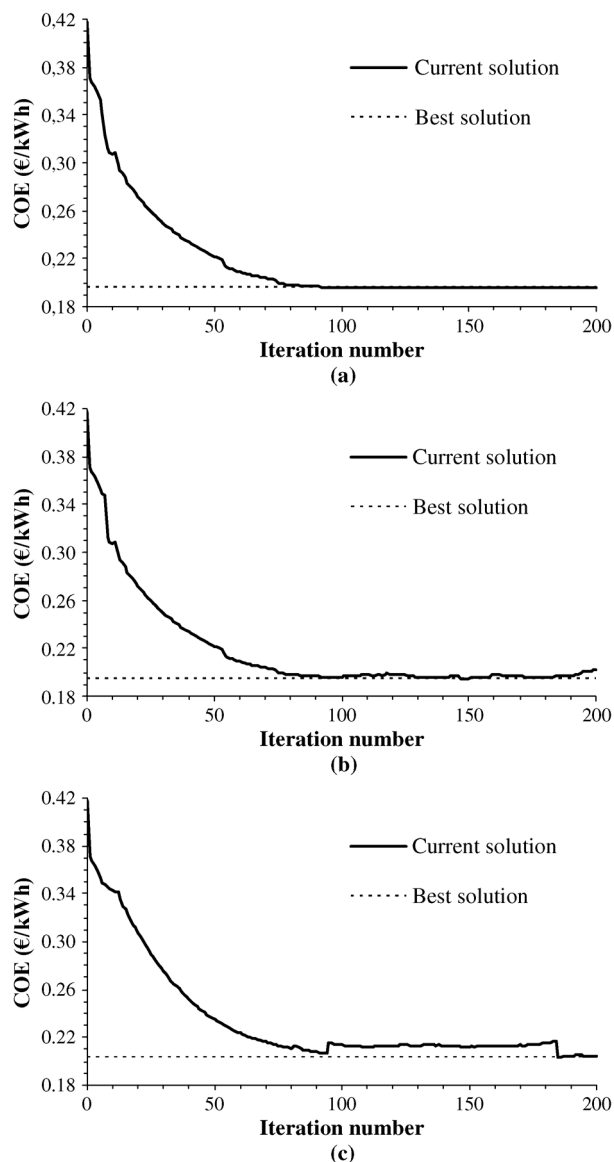 0,42
0,38
0,34
0,30
0,26
0,22
0,18
COE (€/kWh)
Current solution
Best solution
0 50 100 150 200
Iteration number
(a)
0.42
0.38
0.34
0.30
0.26
0.22
0.18
COE (€/kWh)
Current solution
Best solution
0 50 100 150 200
Iteration number
(b)
0.42
0.38
0.34
0.30
0.26
0.22
0.18
COE (€/kWh)
Current solution
Best solution
0 50 100 150 200
Iteration number
(c)